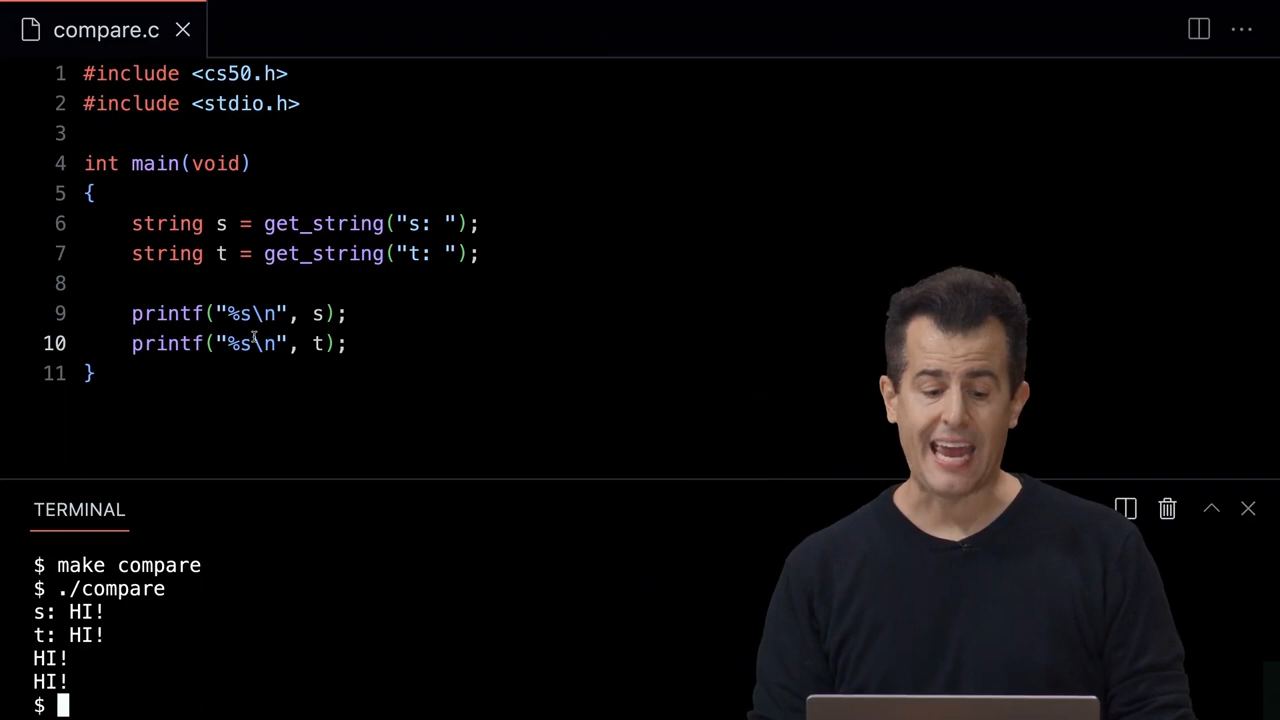 compare.c
1 #include <cs50.h>
2 #include <stdio.h>
3
4 int main(void)
5 {
6     string s = get_string("s: ");
7     string t = get_string("t: ");
8
9     printf("%s\n", s);
10     printf("%s\n", t);
11 }
TERMINAL
$ make compare
$ ./compare
s: HI!
t: HI!
HI!
HI!
$